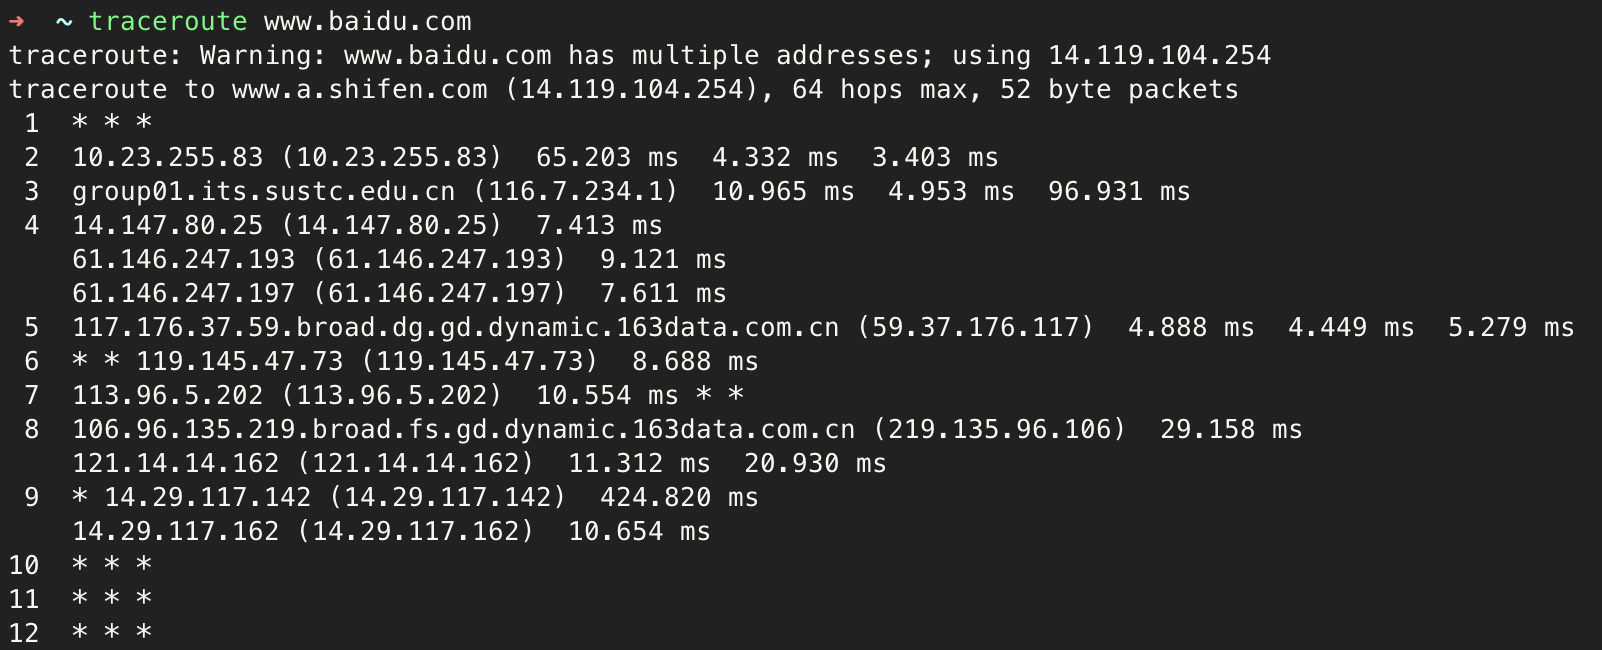 ➜  ~ traceroute www.baidu.com
traceroute: Warning: www.baidu.com has multiple addresses; using 14.119.104.254
traceroute to www.a.shifen.com (14.119.104.254), 64 hops max, 52 byte packets
 1  * * *
 2  10.23.255.83 (10.23.255.83)  65.203 ms  4.332 ms  3.403 ms
 3  group01.its.sustc.edu.cn (116.7.234.1)  10.965 ms  4.953 ms  96.931 ms
 4  14.147.80.25 (14.147.80.25)  7.413 ms
    61.146.247.193 (61.146.247.193)  9.121 ms
    61.146.247.197 (61.146.247.197)  7.611 ms
 5  117.176.37.59.broad.dg.gd.dynamic.163data.com.cn (59.37.176.117)  4.888 ms  4.449 ms  5.279 ms
 6  * * 119.145.47.73 (119.145.47.73)  8.688 ms
 7  113.96.5.202 (113.96.5.202)  10.554 ms * *
 8  106.96.135.219.broad.fs.gd.dynamic.163data.com.cn (219.135.96.106)  29.158 ms
    121.14.14.162 (121.14.14.162)  11.312 ms  20.930 ms
 9  * 14.29.117.142 (14.29.117.142)  424.820 ms
    14.29.117.162 (14.29.117.162)  10.654 ms
10  * * *
11  * * *
12  * * *